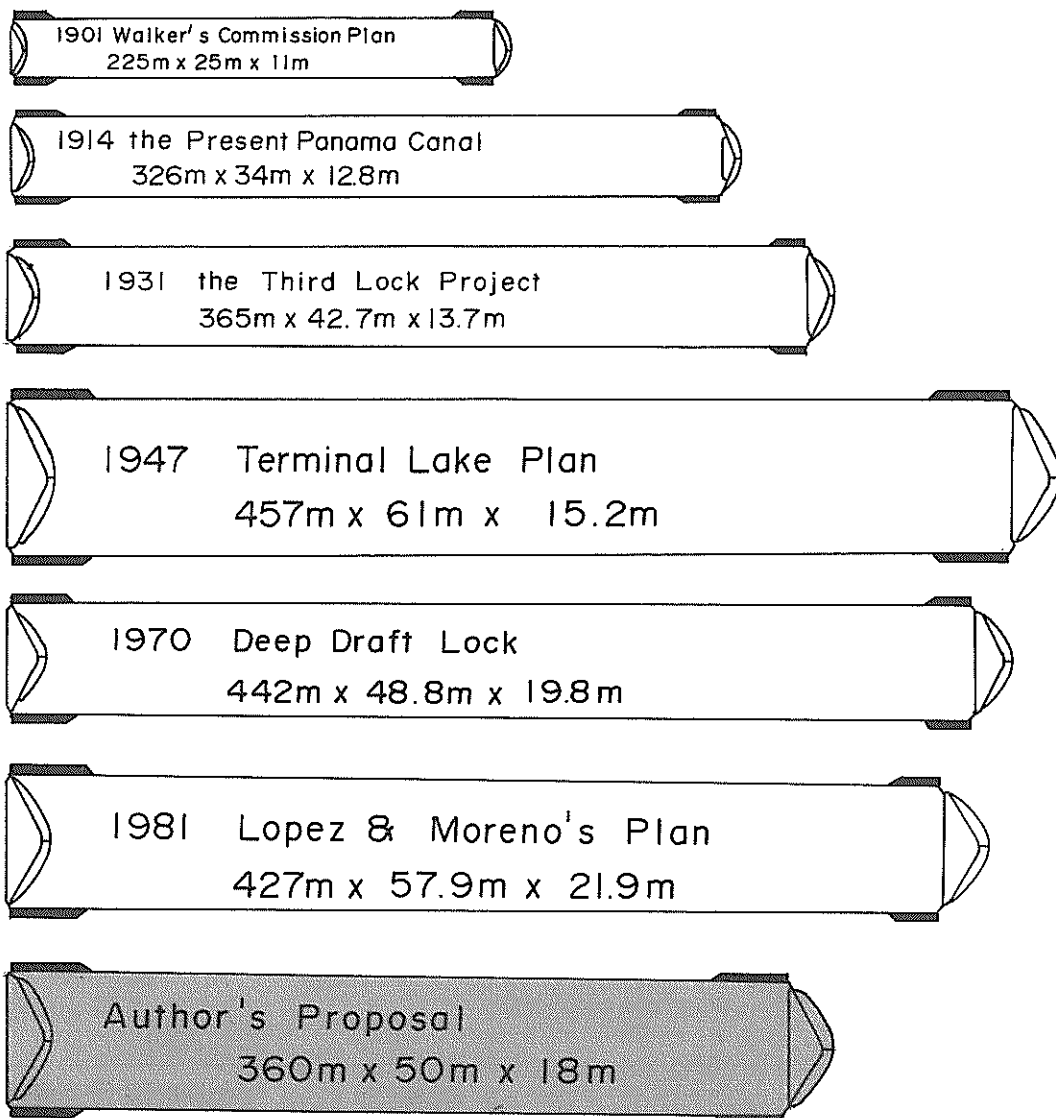 1901 Walker's Commission Plan
225m x 25m x 11m
1914 the Present Panama Canal
326m x 34m x 12.8m
1931 the Third Lock Project
365m x 42.7m x 13.7m
1947 Terminal Lake Plan
457m x 61m x 15.2m
1970 Deep Draft Lock
442m x 48.8m x 19.8m
1981 Lopez & Moreno's Plan
427m x 57.9m x 21.9m
Author's Proposal
360m x 50m x 18m